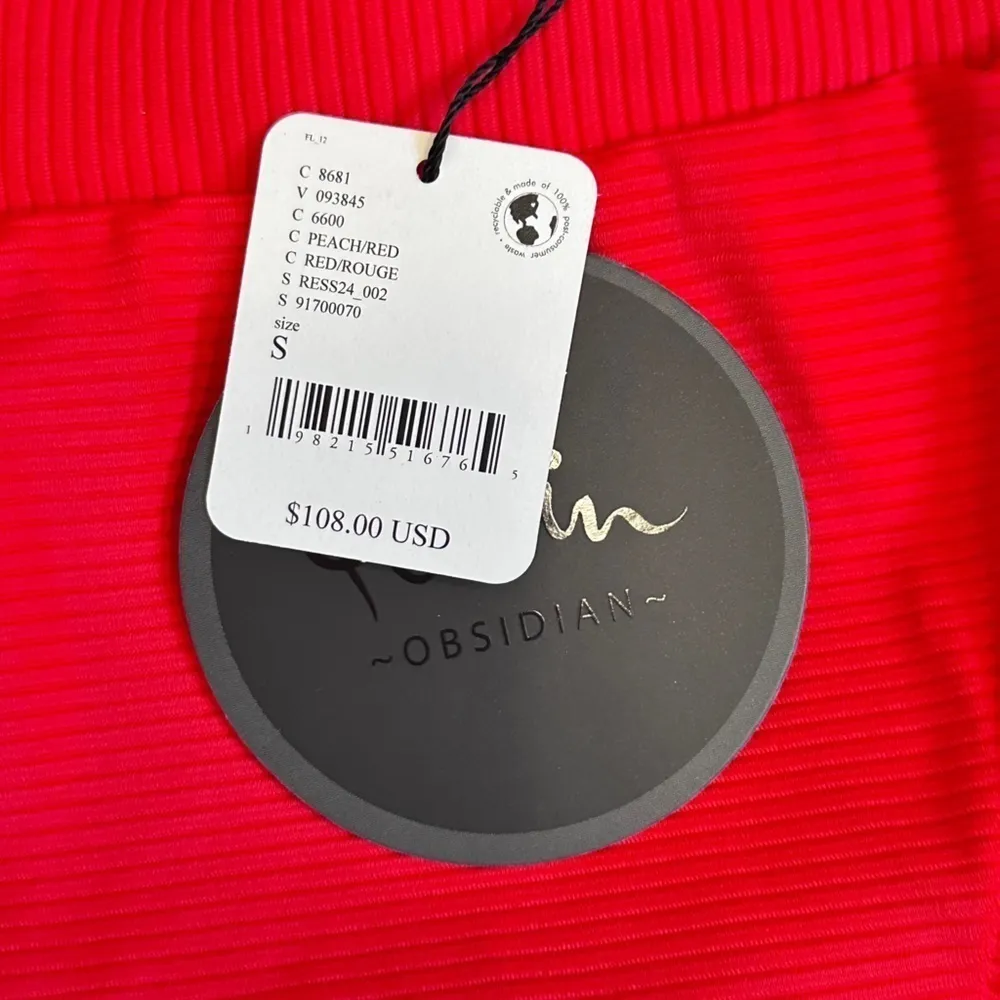 FL_12
C 8681
V 093845
C 6600
C PEACH/RED
C RED/ROUGE
S RESS24_002
S 91700070
size
S
recyclable & made of 100% post-consumer waste •
1 98215 51676 5
$108.00 USD
~OBSIDIAN~